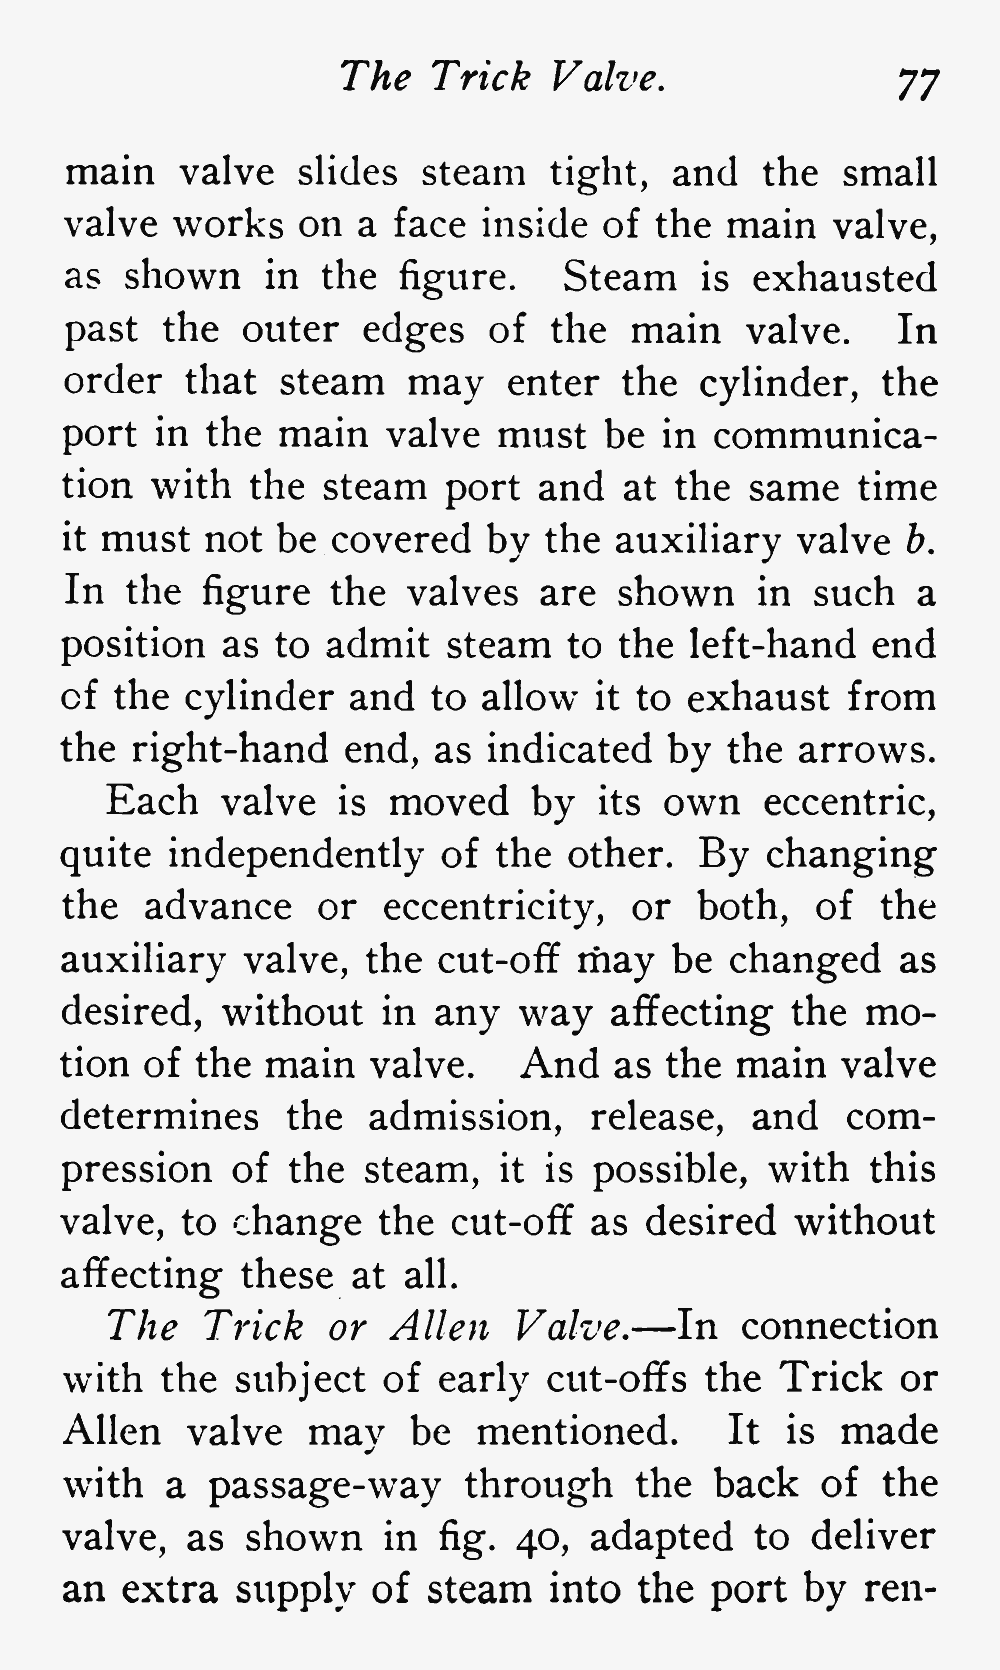 The Trick Valve. 77
main valve slides steam tight, and the small
valve works on a face inside of the main valve,
as shown in the figure. Steam is exhausted
past the outer edges of the main valve. In
order that steam may enter the cylinder, the
port in the main valve must be in communica-
tion with the steam port and at the same time
it must not be covered by the auxiliary valve b.
In the figure the valves are shown in such a
position as to admit steam to the left-hand end
of the cylinder and to allow it to exhaust from
the right-hand end, as indicated by the arrows.
Each valve is moved by its own eccentric,
quite independently of the other. By changing
the advance or eccentricity, or both, of the
auxiliary valve, the cut-off may be changed as
desired, without in any way affecting the mo-
tion of the main valve. And as the main valve
determines the admission, release, and com-
pression of the steam, it is possible, with this
valve, to change the cut-off as desired without
affecting these at all.
The Trick or Allen Valve.—In connection
with the subject of early cut-offs the Trick or
Allen valve may be mentioned. It is made
with a passage-way through the back of the
valve, as shown in fig. 40, adapted to deliver
an extra supply of steam into the port by ren-